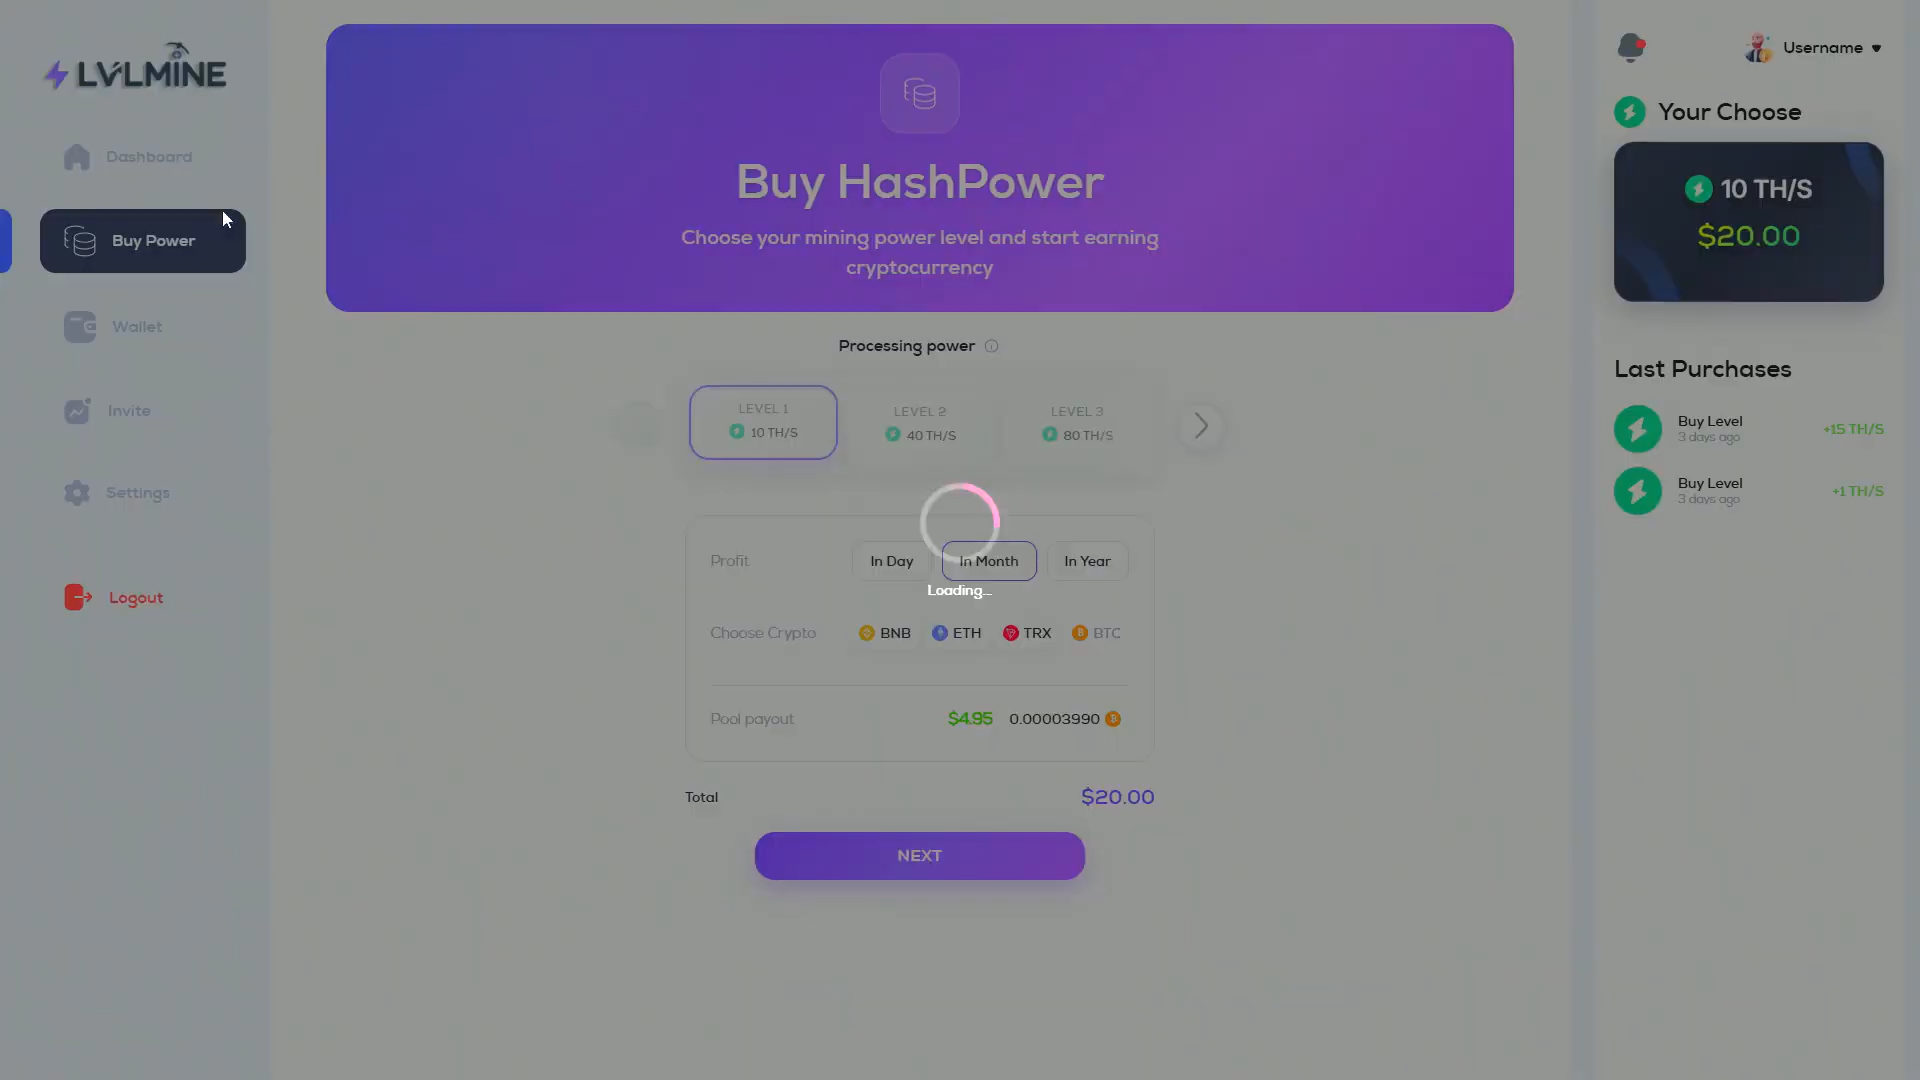 LVLMINE
Dashboard
Buy Power
Wallet
Invite
Settings
Logout
Buy HashPower
Choose your mining power level and start earning
cryptocurrency
Processing power
LEVEL 1
10 TH/S
LEVEL 2
40 TH/S
LEVEL 3
80 TH/S
Profit
In Day
In Month
In Year
Loading...
Choose Crypto
BNB
ETH
TRX
BTC
Pool payout
$4.95
0.00003990
Total
$20.00
NEXT
Username
Your Choose
10 TH/S
$20.00
Last Purchases
Buy Level
+15 TH/S
3 days ago
Buy Level
+1 TH/S
3 days ago